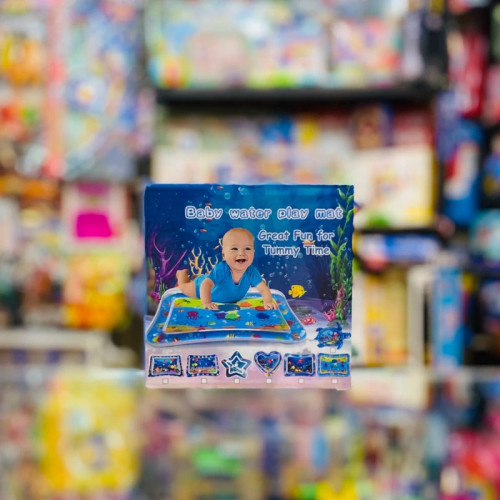 Baby water play mat
Great Fun for
Tummy Time